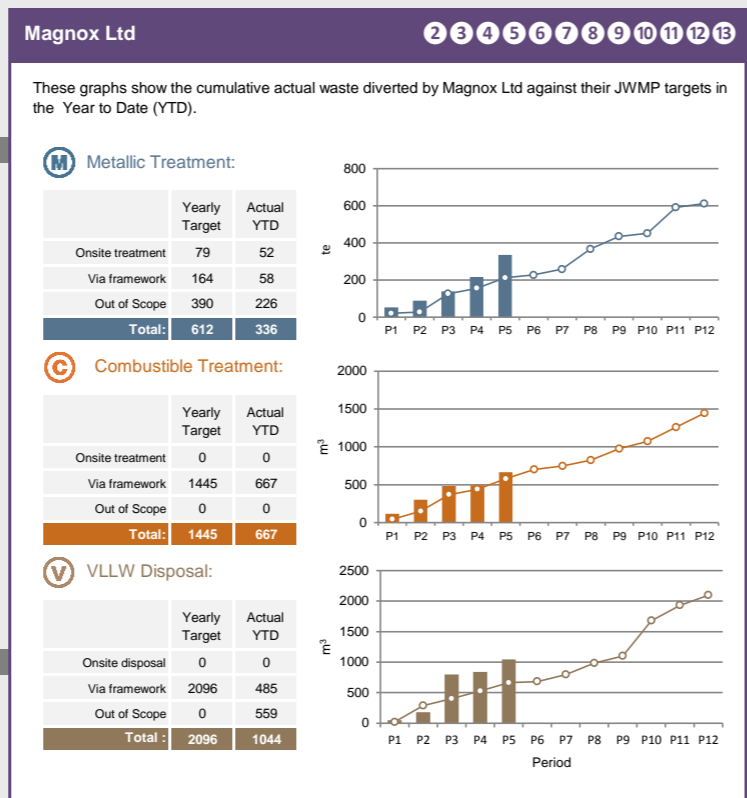 Magnox Ltd
2 3 4 5 6 7 8 9 10 11 12 13
These graphs show the cumulative actual waste diverted by Magnox Ltd against their JWMP targets in
the Year to Date (YTD).
M Metallic Treatment:
Yearly Target Actual YTD
Onsite treatment 79 52
Via framework 164 58
Out of Scope 390 226
Total: 612 336
800
600
400
200
0
te
P1 P2 P3 P4 P5 P6 P7 P8 P9 P10 P11 P12
C Combustible Treatment:
Yearly Target Actual YTD
Onsite treatment 0 0
Via framework 1445 667
Out of Scope 0 0
Total: 1445 667
2000
1500
1000
500
0
m³
P1 P2 P3 P4 P5 P6 P7 P8 P9 P10 P11 P12
V VLLW Disposal:
Yearly Target Actual YTD
Onsite disposal 0 0
Via framework 2096 485
Out of Scope 0 559
Total : 2096 1044
2500
2000
1500
1000
500
0
m³
P1 P2 P3 P4 P5 P6 P7 P8 P9 P10 P11 P12
Period